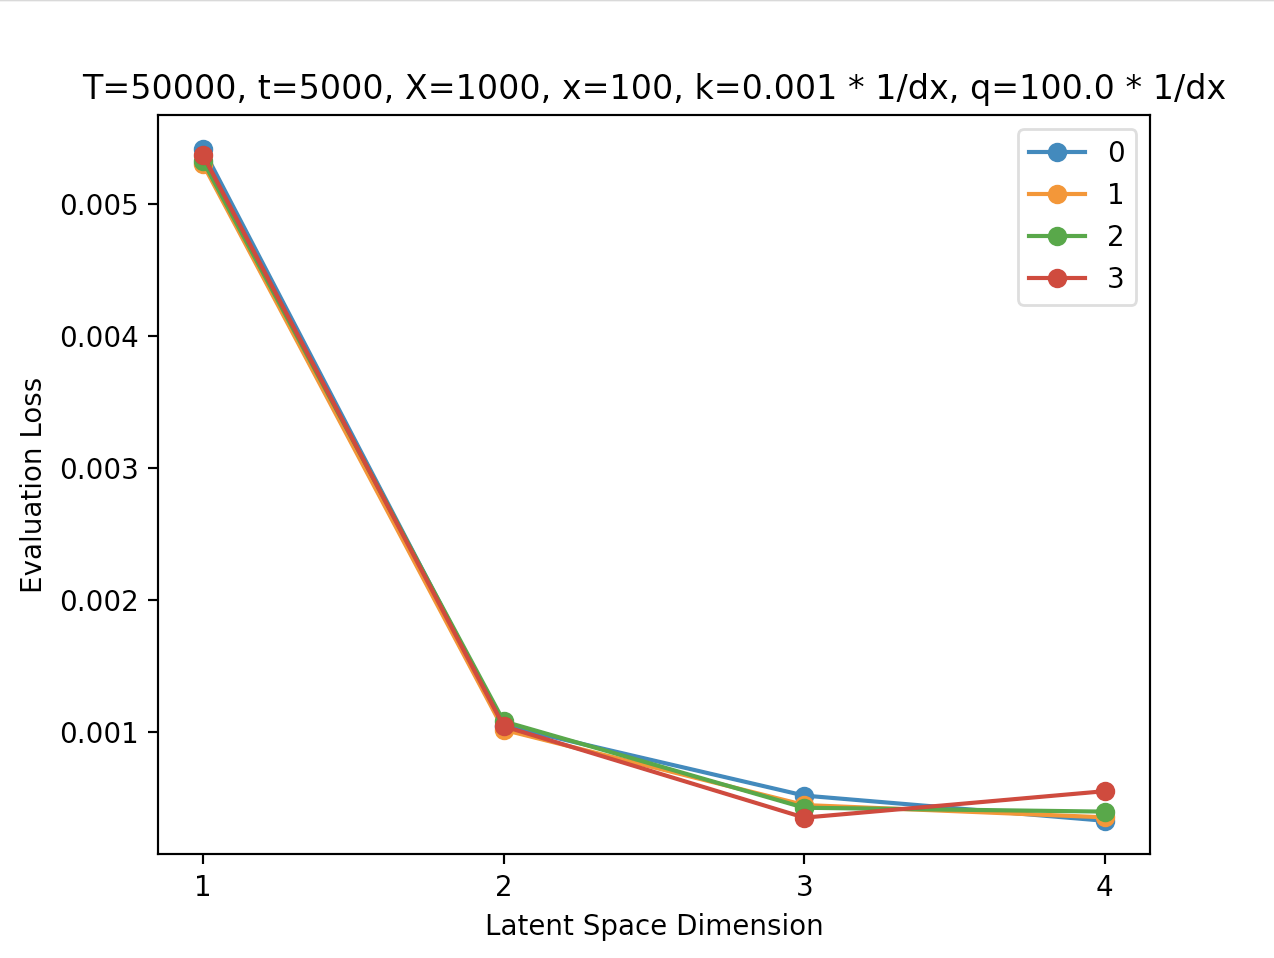 T=50000, t=5000, X=1000, x=100, k=0.001 * 1/dx, q=100.0 * 1/dx
0
1
2
3
0.005
0.004
0.003
0.002
0.001
Evaluation Loss
1 2 3 4
Latent Space Dimension